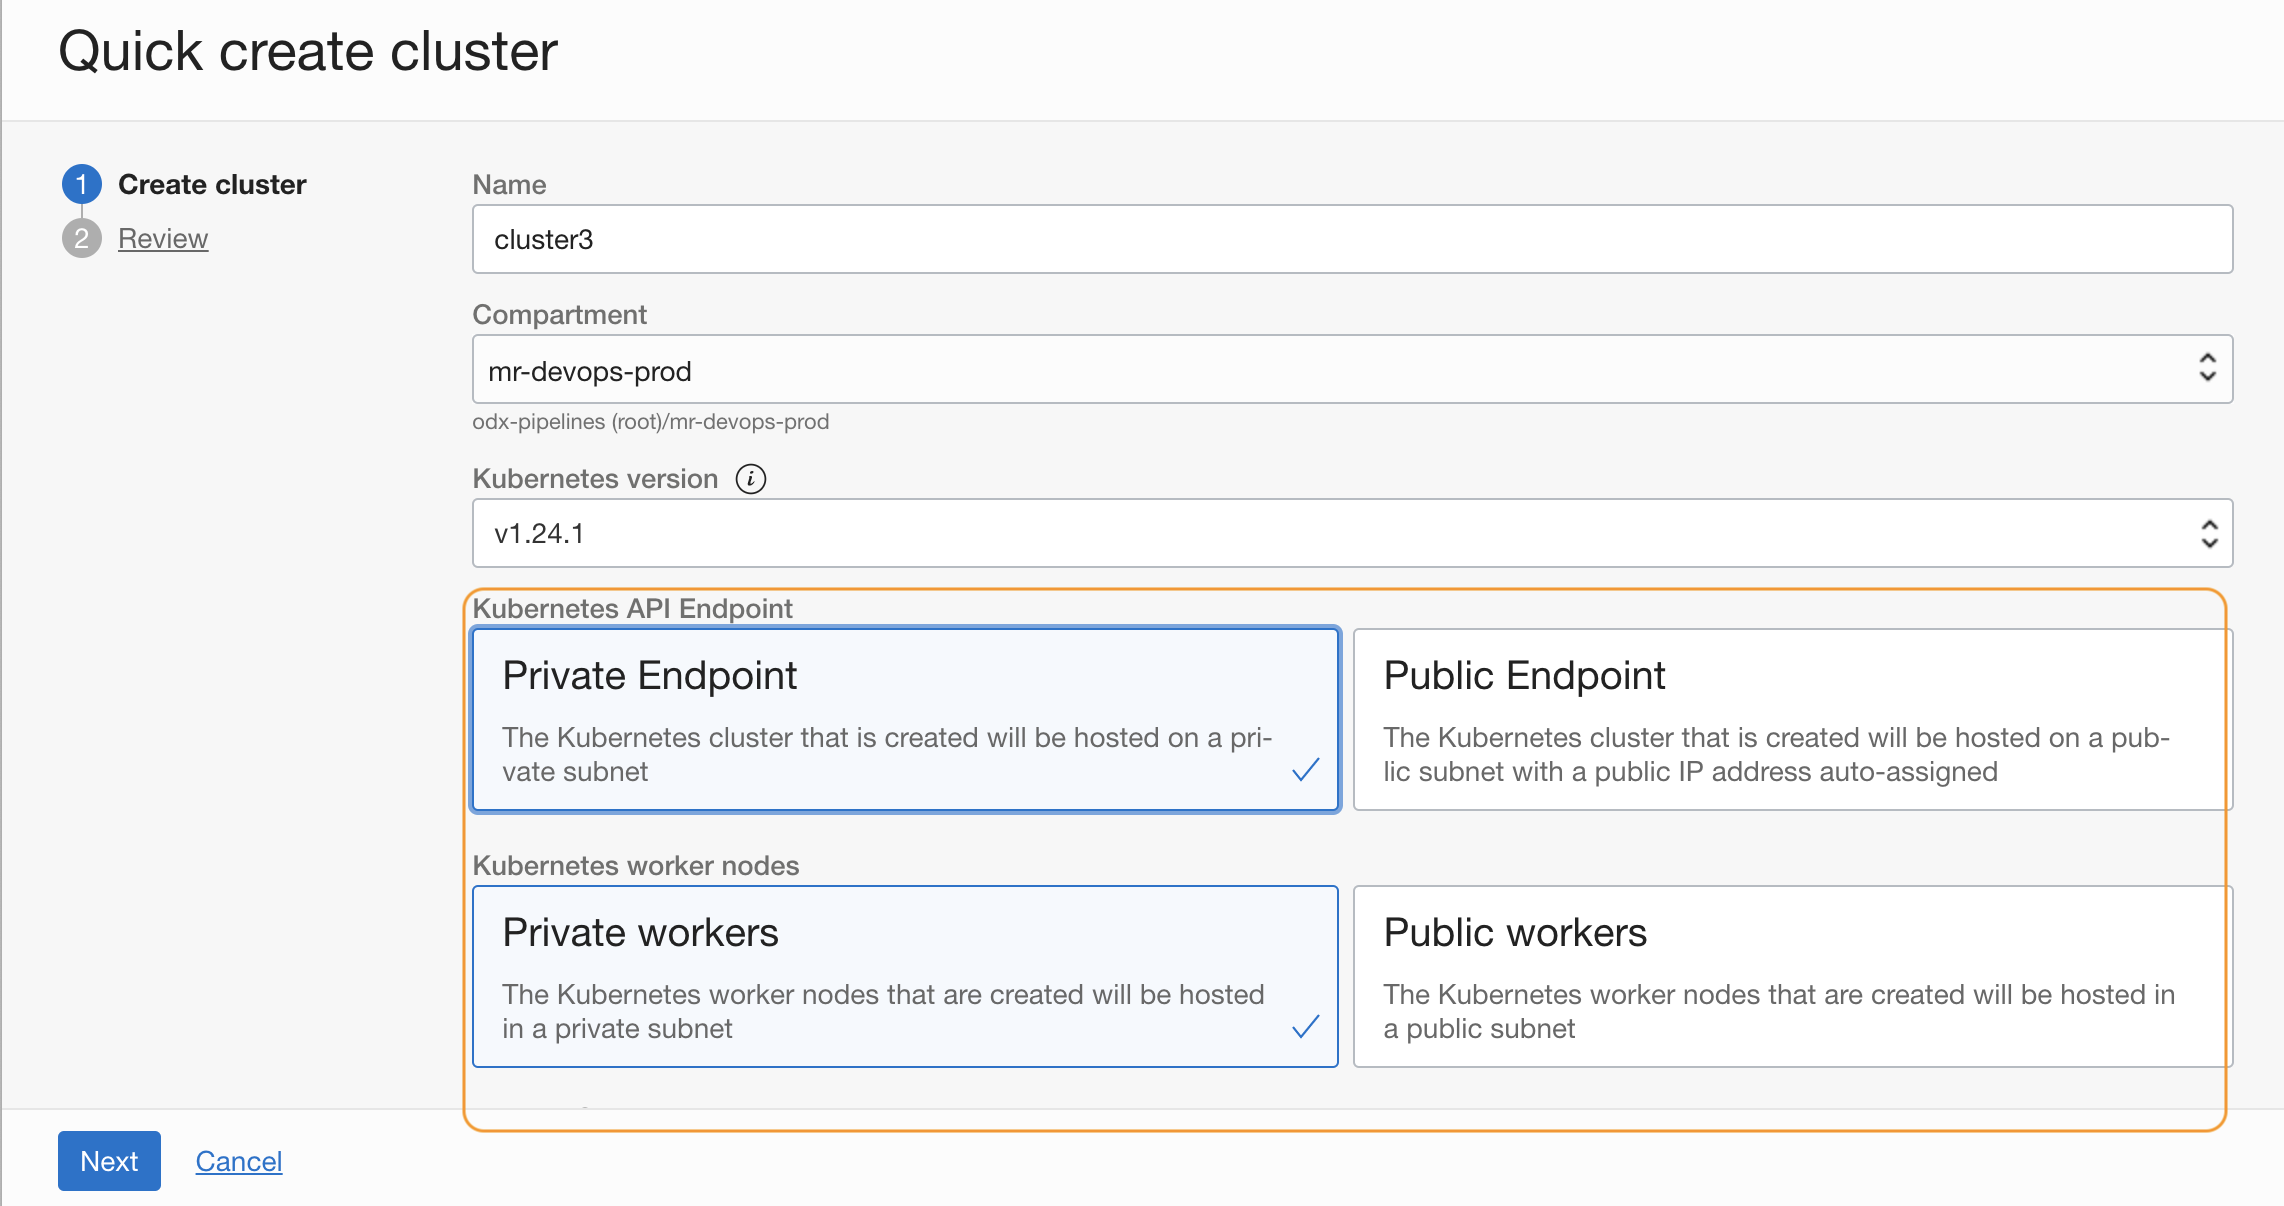 Quick create cluster
1 Create cluster
2 Review
Name
cluster3
Compartment
mr-devops-prod
odx-pipelines (root)/mr-devops-prod
Kubernetes version i
v1.24.1
Kubernetes API Endpoint
Private Endpoint
The Kubernetes cluster that is created will be hosted on a pri-
vate subnet
Public Endpoint
The Kubernetes cluster that is created will be hosted on a pub-
lic subnet with a public IP address auto-assigned
Kubernetes worker nodes
Private workers
The Kubernetes worker nodes that are created will be hosted
in a private subnet
Public workers
The Kubernetes worker nodes that are created will be hosted in
a public subnet
Next Cancel